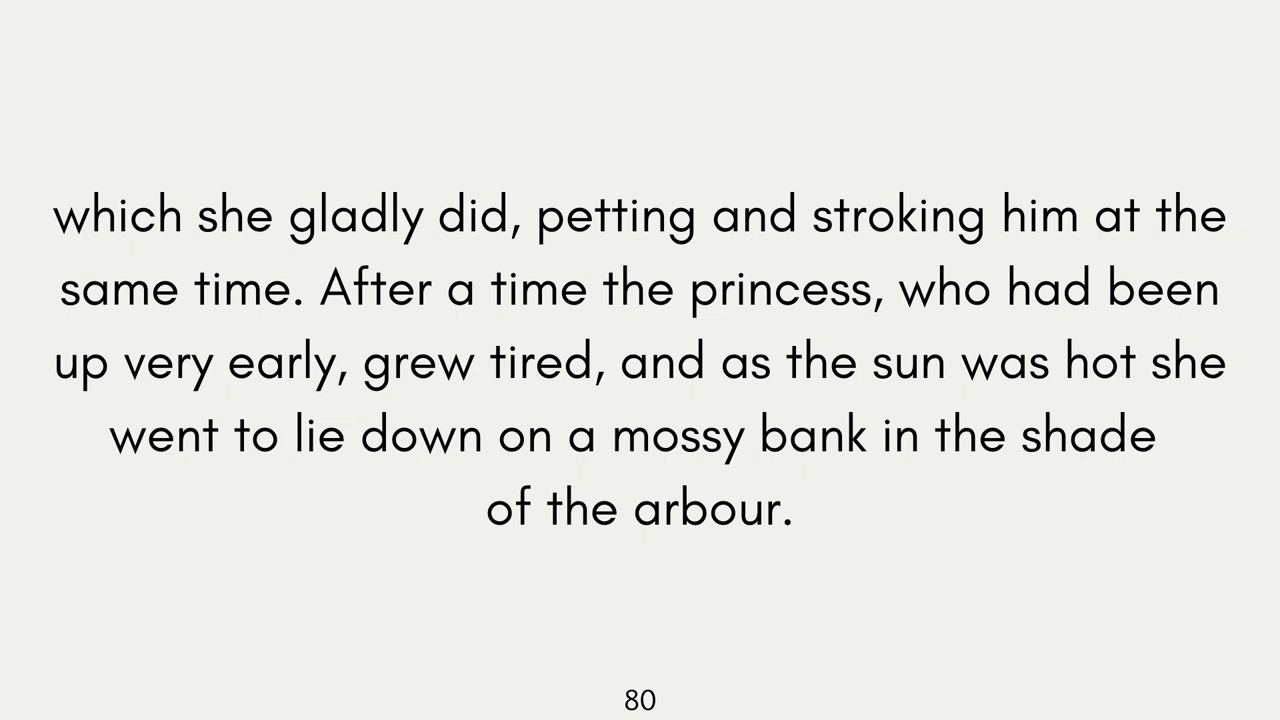 which she gladly did, petting and stroking him at the
same time. After a time the princess, who had been
up very early, grew tired, and as the sun was hot she
went to lie down on a mossy bank in the shade
of the arbour.
80